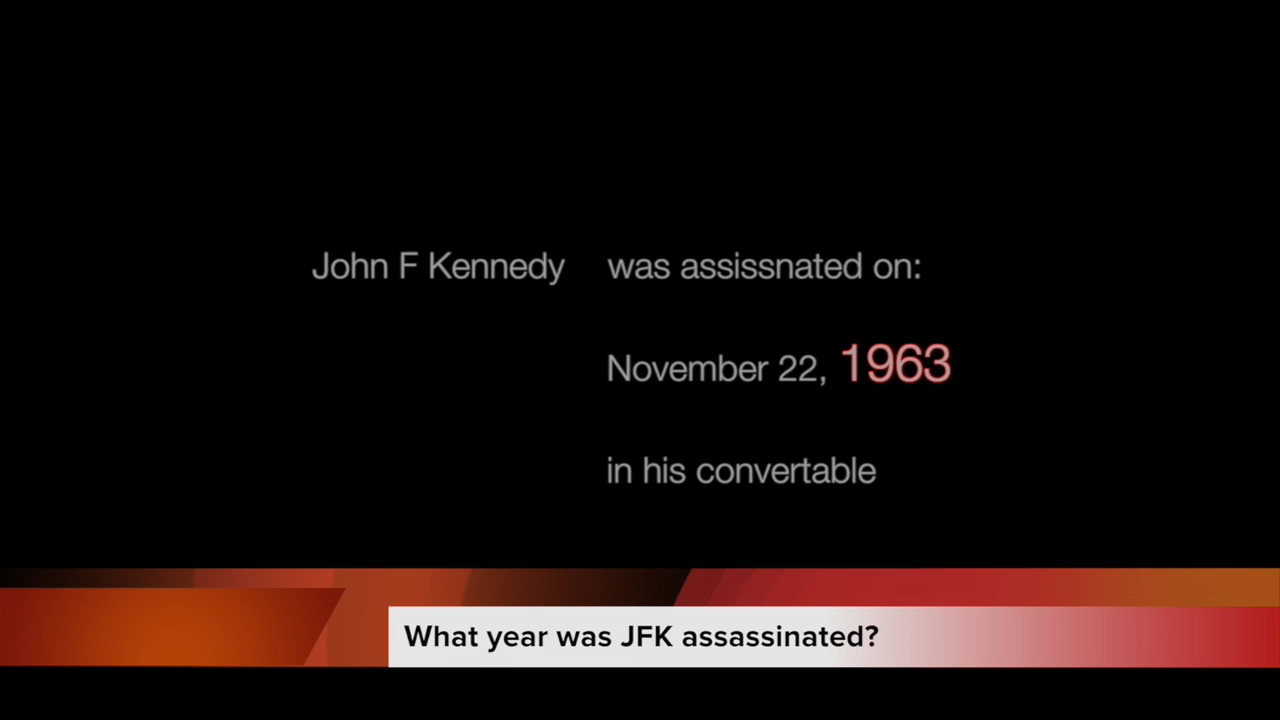 John F Kennedy was assissnated on:
November 22, 1963
in his convertable
What year was JFK assassinated?